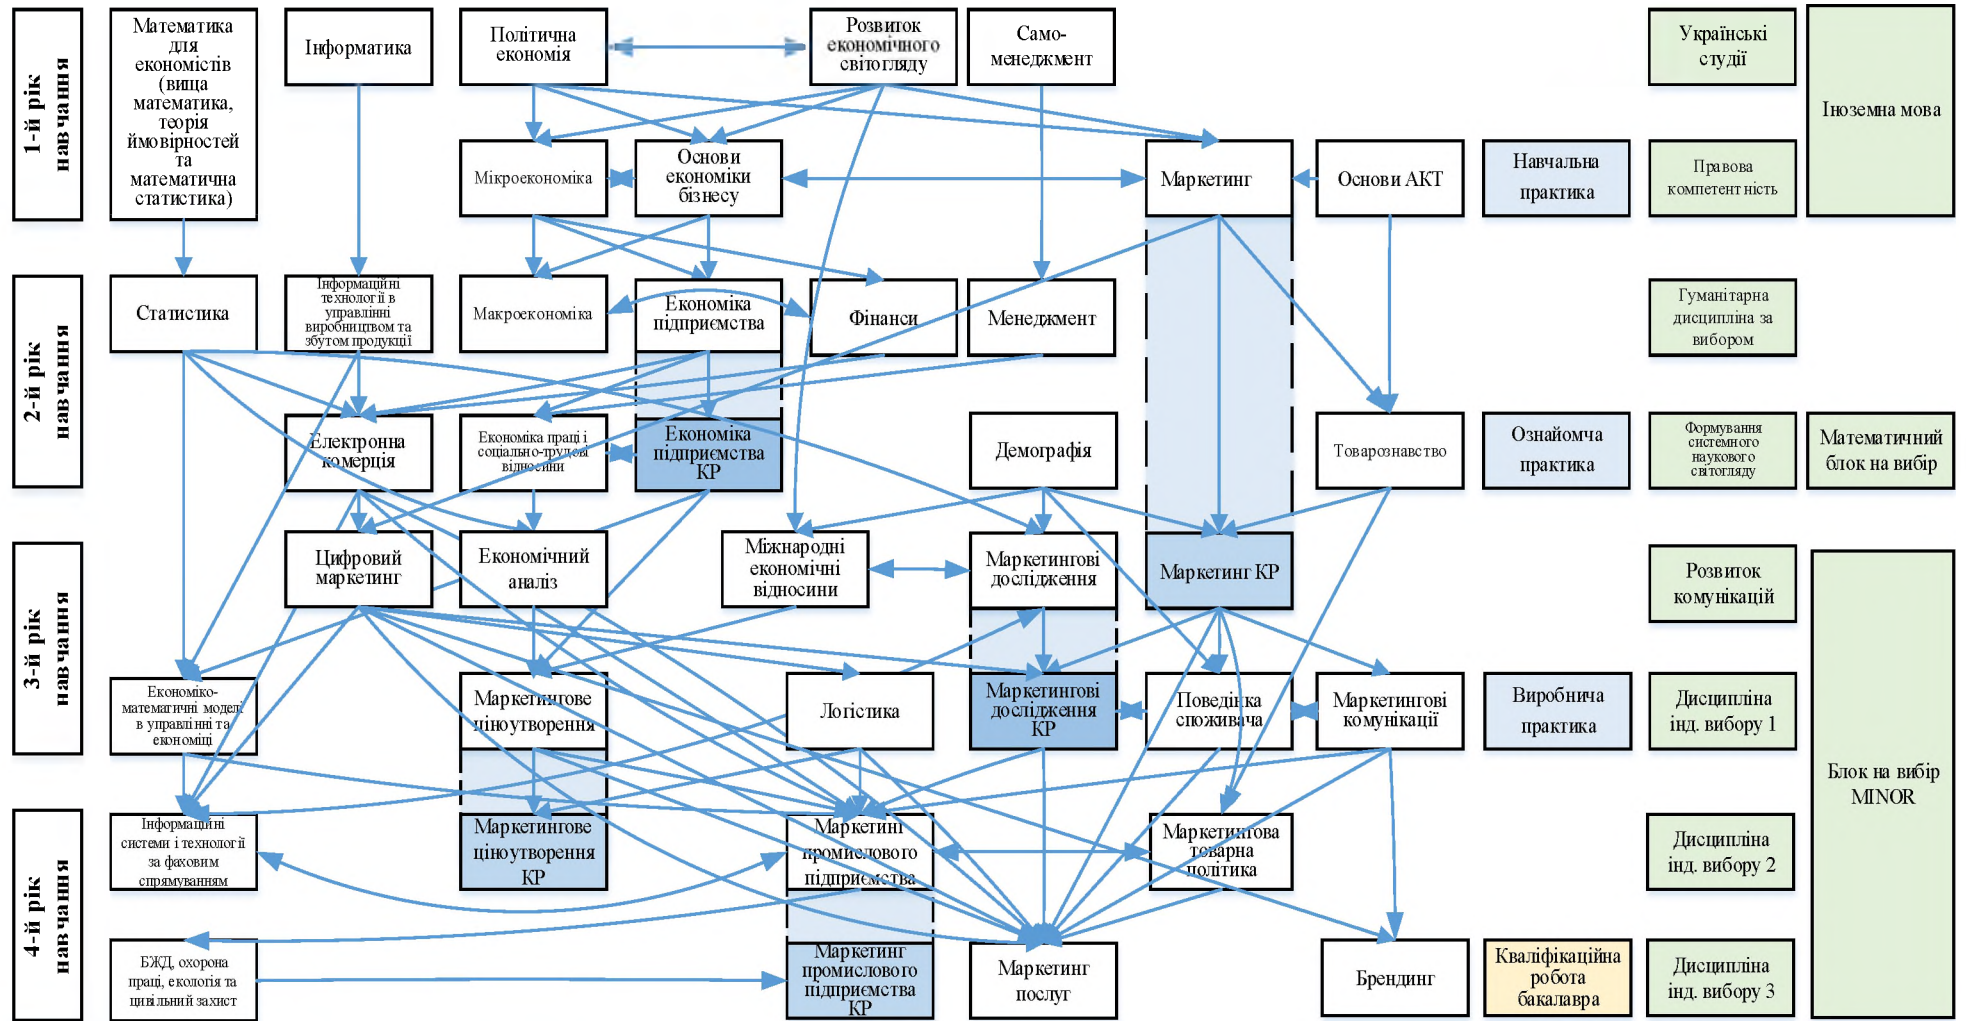 1-й рік
навчання
Математика
для
економістів
(вища
математика,
теорія
ймовірностей
та
математична
статистика)
Інформатика
Політична
економія
Розвиток
економічного
світогляду
Само-
менеджмент
Українські
студії
Іноземна мова
Мікроекономіка
Основи
економіки
бізнесу
Маркетинг
Основи АКТ
Навчальна
практика
Правова
компетентність
2-й рік
навчання
Статистика
Інформаційні
технології в
управлінні
виробництвом та
збутом продукції
Макроекономіка
Економіка
підприємства
Фінанси
Менеджмент
Гуманітарна
дисципліна за
вибором
Електронна
комерція
Економіка праці і
соціально-трудові
відносини
Економіка
підприємства
КР
Демографія
Товарознавство
Ознайомча
практика
Формування
системного
наукового
світогляду
Математичний
блок на вибір
3-й рік
навчання
Цифровий
маркетинг
Економічний
аналіз
Міжнародні
економічні
відносини
Маркетингові
дослідження
Маркетинг КР
Розвиток
комунікацій
Економіко-
математичні моделі
в управлінні та
економіці
Маркетингове
ціноутворення
Логістика
Маркетингові
дослідження
КР
Поведінка
споживача
Маркетингові
комунікації
Виробнича
практика
Дисципліна
інд. вибору 1
Блок на вибір
MINOR
4-й рік
навчання
Інформаційні
системи і технології
за фаховим
спрямуванням
Маркетингове
ціноутворення
КР
Маркетинг
промислового
підприємства
Маркетингова
товарна
політика
Дисципліна
інд. вибору 2
БЖД, охорона
праці, екологія та
цивільний захист
Маркетинг
промислового
підприємства
КР
Маркетинг
послуг
Брендинг
Кваліфікаційна
робота
бакалавра
Дисципліна
інд. вибору 3